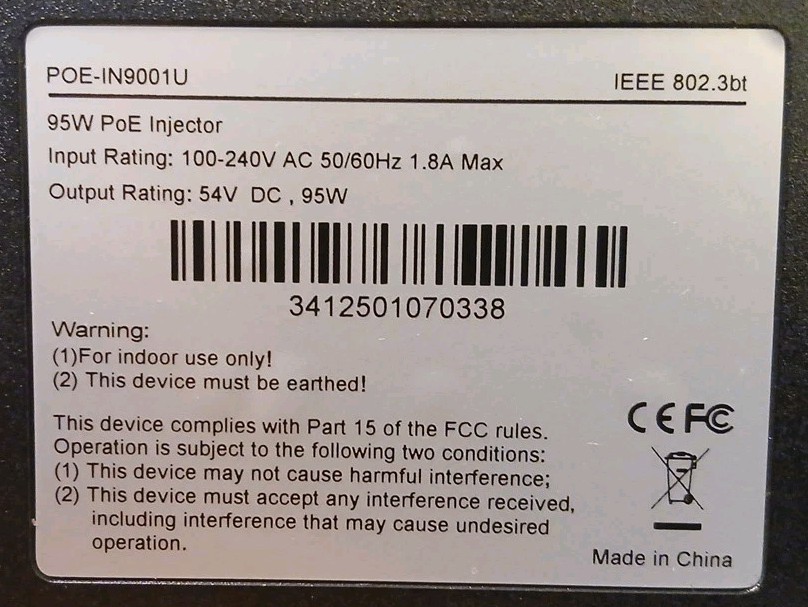 POE-IN9001U IEEE 802.3bt
95W PoE Injector
Input Rating: 100-240V AC 50/60Hz 1.8A Max
Output Rating: 54V DC , 95W
3412501070338
Warning:
(1)For indoor use only!
(2) This device must be earthed!
This device complies with Part 15 of the FCC rules.
Operation is subject to the following two conditions:
(1) This device may not cause harmful interference;
(2) This device must accept any interference received,
including interference that may cause undesired
operation.
CE FC
Made in China